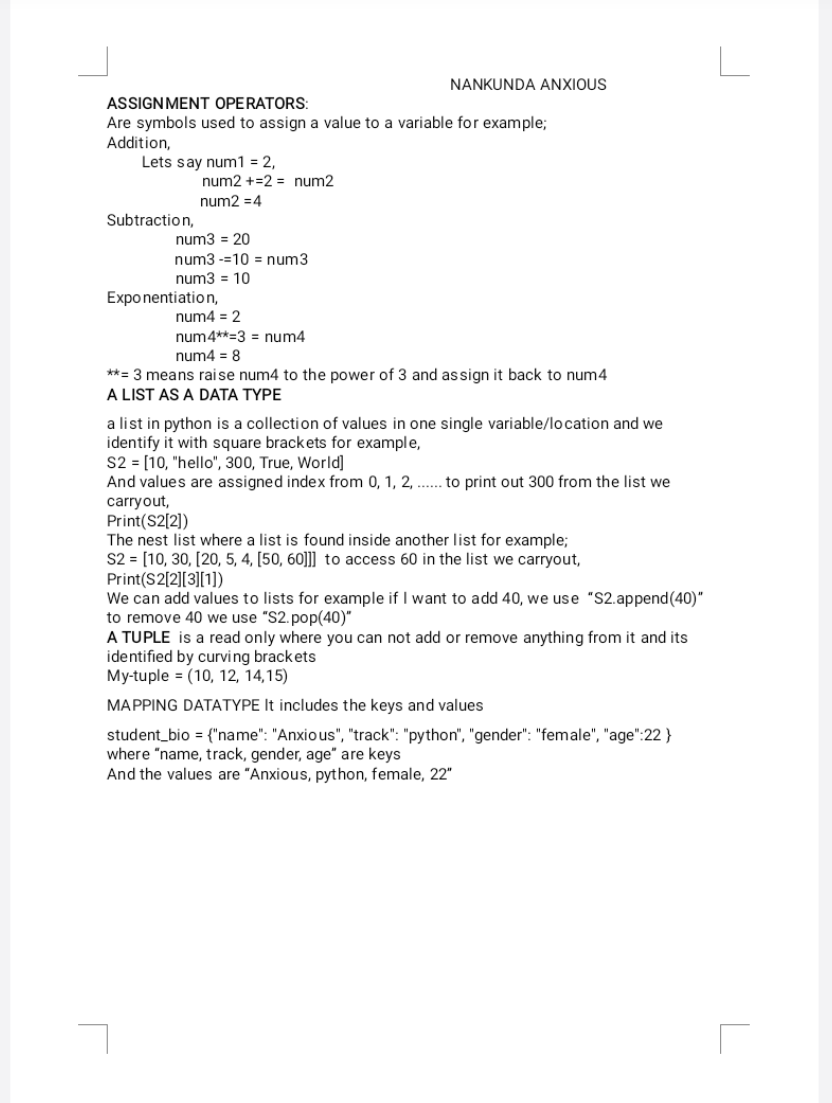 NANKUNDA ANXIOUS
ASSIGNMENT OPERATORS:
Are symbols used to assign a value to a variable for example;
Addition,
Lets say num1 = 2,
num2 +=2 = num2
num2 =4
Subtraction,
num3 = 20
num3 -=10 = num3
num3 = 10
Exponentiation,
num4 = 2
num4**=3 = num4
num4 = 8
**= 3 means raise num4 to the power of 3 and assign it back to num4
A LIST AS A DATA TYPE
a list in python is a collection of values in one single variable/location and we
identify it with square brackets for example,
S2 = [10, "hello", 300, True, World]
And values are assigned index from 0, 1, 2, ...... to print out 300 from the list we
carryout,
Print(S2[2])
The nest list where a list is found inside another list for example;
S2 = [10, 30, [20, 5, 4, [50, 60]]] to access 60 in the list we carryout,
Print(S2[2][3][1])
We can add values to lists for example if I want to add 40, we use “S2.append(40)”
to remove 40 we use “S2.pop(40)”
A TUPLE is a read only where you can not add or remove anything from it and its
identified by curving brackets
My-tuple = (10, 12, 14,15)
MAPPING DATATYPE It includes the keys and values
student_bio = {"name": "Anxious", "track": "python", "gender": "female", "age":22 }
where “name, track, gender, age” are keys
And the values are “Anxious, python, female, 22”